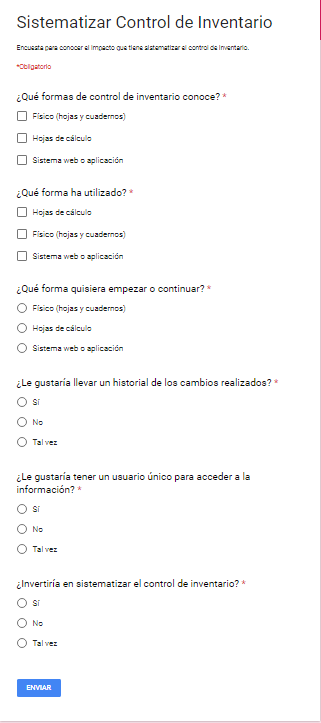 Sistematizar Control de Inventario
Encuesta para conocer el impacto que tiene sistematizar el control de inventario.
*Obligatorio
¿Qué formas de control de inventario conoce? *
Físico (hojas y cuadernos)
Hojas de cálculo
Sistema web o aplicación
¿Qué forma ha utilizado? *
Hojas de cálculo
Físico (hojas y cuadernos)
Sistema web o aplicación
¿Qué forma quisiera empezar o continuar? *
Físico (hojas y cuadernos)
Hojas de cálculo
Sistema web o aplicación
¿Le gustaría llevar un historial de los cambios realizados? *
Sí
No
Tal vez
¿Le gustaría tener un usuario único para acceder a la
información? *
Sí
No
Tal vez
¿Invertiría en sistematizar el control de inventario? *
Sí
No
Tal vez
ENVIAR